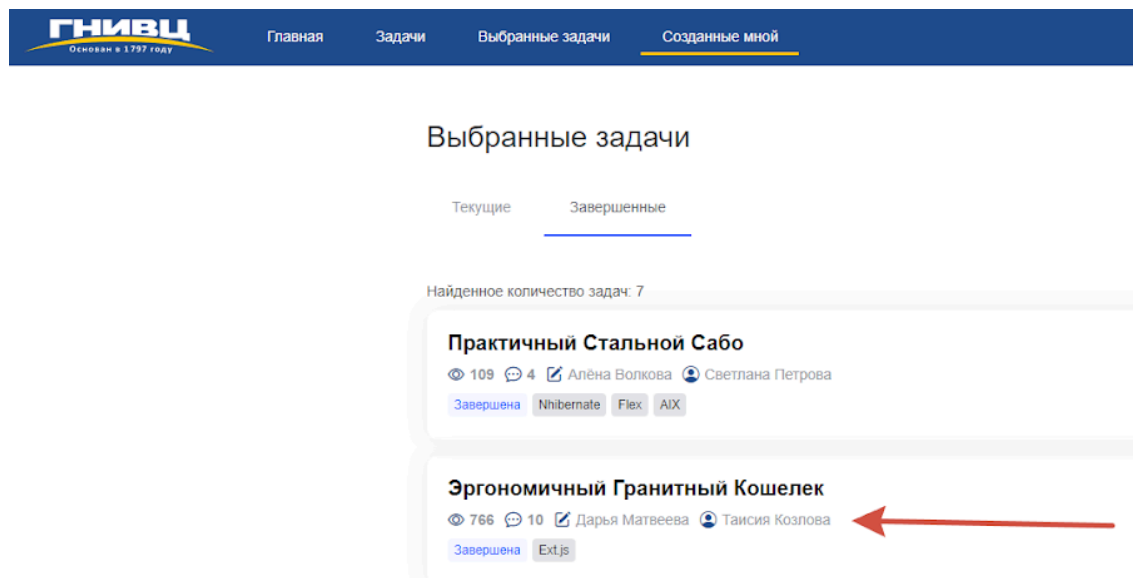 ГНИВЦ
Основан в 1797 году
Главная Задачи Выбранные задачи Созданные мной
Выбранные задачи
Текущие Завершенные
Найденное количество задач: 7
Практичный Стальной Сабо
109 4 Алёна Волкова Светлана Петрова
Завершена Nhibernate Flex AIX
Эргономичный Гранитный Кошелек
766 10 Дарья Матвеева Таисия Козлова
Завершена Ext.js